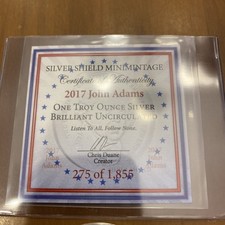 SILVER SHIELD MINIMINTAGE
Certificate of Authenticity
2017 John Adams
ONE TROY OUNCE SILVER
BRILLIANT UNCIRCULATED
Listen To All, Follow None.
Chris Duane
Creator
275 of 1,855